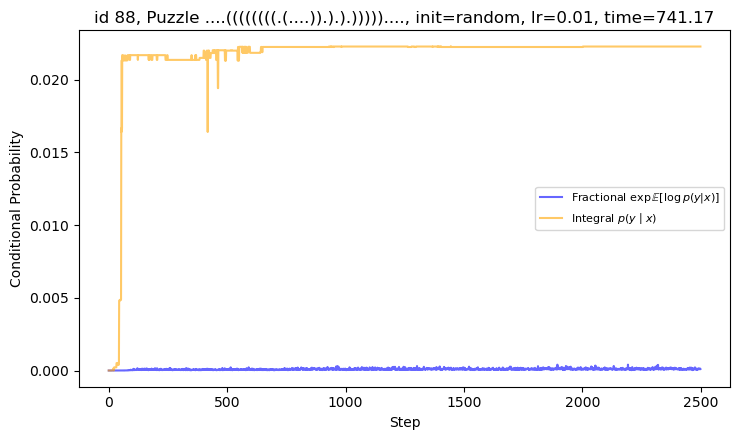 id 88, Puzzle ....((((((((.(....)).).).)))))...., init=random, lr=0.01, time=741.17
Conditional Probability
0.020
0.015
0.010
0.005
0.000
Fractional exp𝔼[log p(y|x)]
Integral p(y | x)
0
500
1000
1500
2000
2500
Step